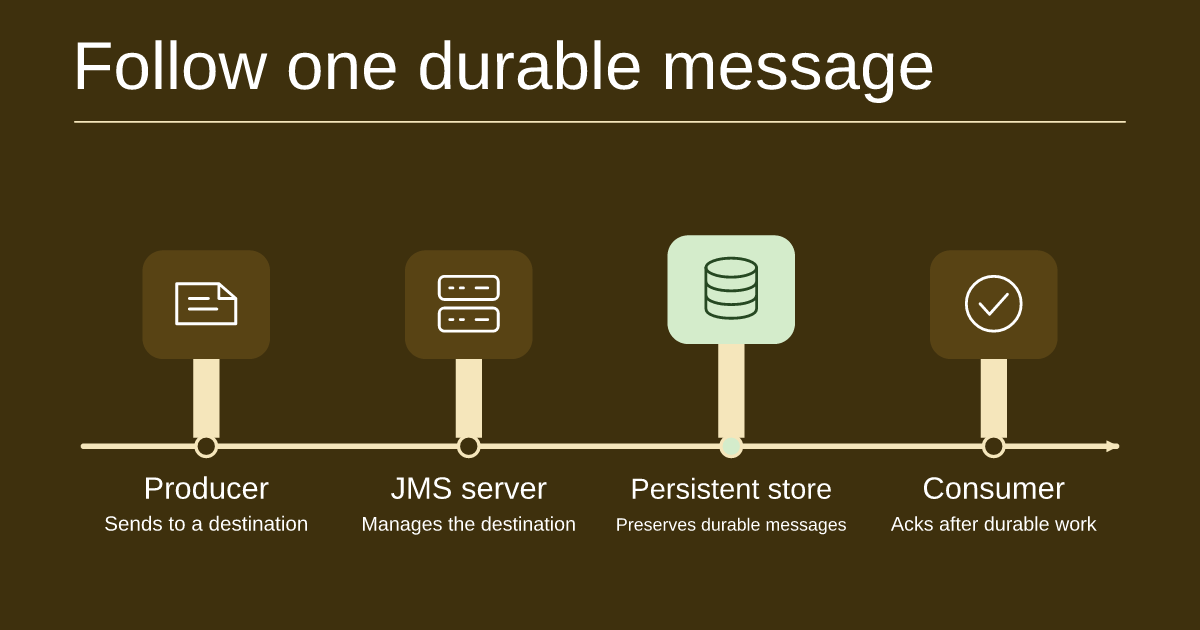 Follow one durable message
Producer
Sends to a destination
JMS server
Manages the destination
Persistent store
Preserves durable messages
Consumer
Acks after durable work